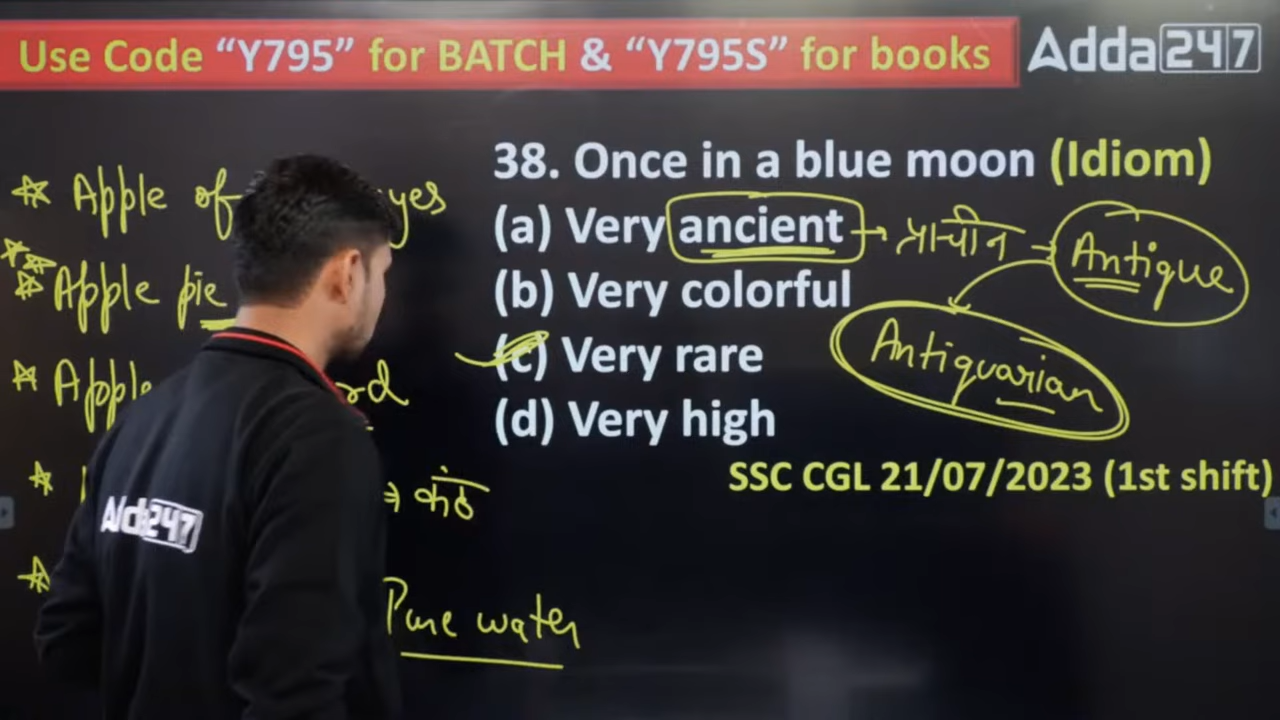 Use Code “Y795” for BATCH & “Y795S” for books
Adda247
38. Once in a blue moon (Idiom)
(a) Very ancient → प्राचीन → Antique
(b) Very colorful
(c) Very rare
Antiquarian
(d) Very high
SSC CGL 21/07/2023 (1st shift)
Apple of yes
Apple pie
Apple rd
Pure water
Adda247